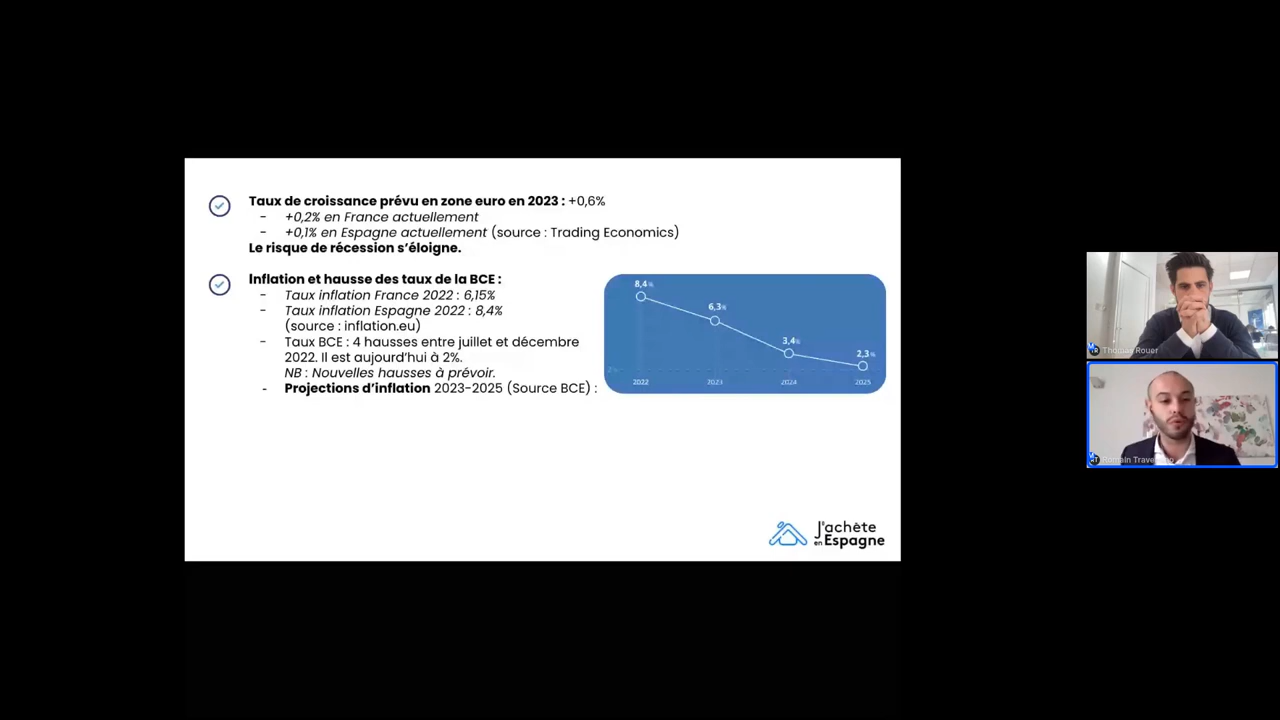 Taux de croissance prévu en zone euro en 2023 : +0,6%
- +0,2% en France actuellement
- +0,1% en Espagne actuellement (source : Trading Economics)
Le risque de récession s’éloigne.
Inflation et hausse des taux de la BCE :
- Taux inflation France 2022 : 6,15%
- Taux inflation Espagne 2022 : 8,4%
(source : inflation.eu)
- Taux BCE : 4 hausses entre juillet et décembre
2022. Il est aujourd’hui à 2%.
NB : Nouvelles hausses à prévoir.
- Projections d’inflation 2023-2025 (Source BCE) :
8,4%
6,3%
3,4%
2,3%
2%
2022 2023 2024 2025
J'achète
en Espagne
Thomas Rouer
Romain